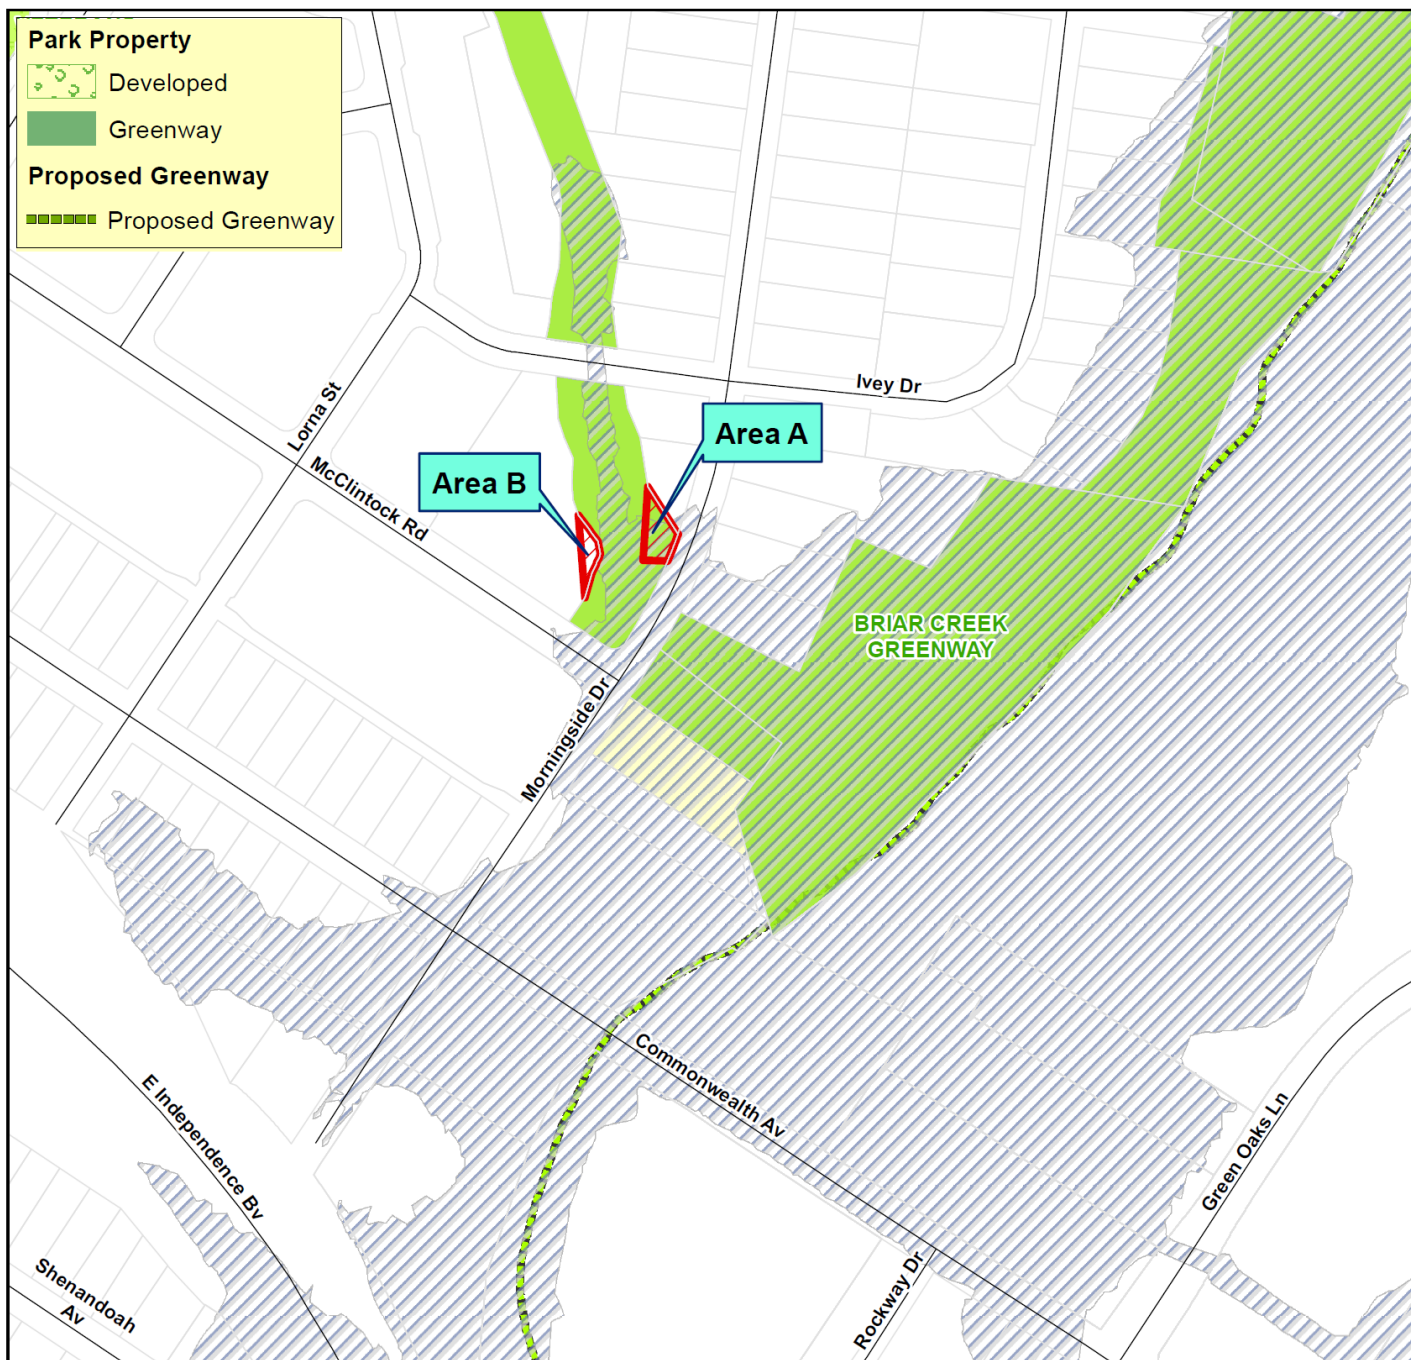 Park Property
Developed
Greenway
Proposed Greenway
Proposed Greenway
Ivey Dr
Lorna St
Area A
McClintock Rd
Area B
BRIAR CREEK
GREENWAY
Morningside Dr
Commonwealth Av
E Independence Bv
Green Oaks Ln
Rockway Dr
Shenandoah
Av